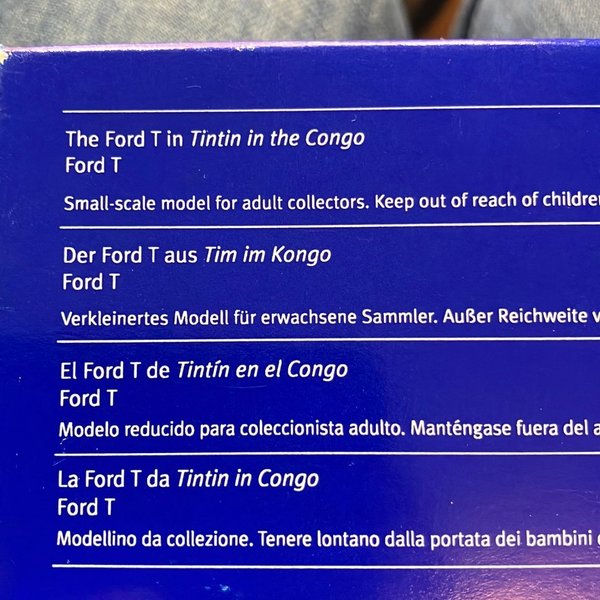 The Ford T in Tintin in the Congo
Ford T
Small-scale model for adult collectors. Keep out of reach of
Der Ford T aus Tim im Kongo
Ford T
Verkleinertes Modell für erwachsene Sammler. Außer Reichweite
El Ford T de Tintín en el Congo
Ford T
Modelo reducido para coleccionista adulto. Manténgase fuera del
La Ford T da Tintin in Congo
Ford T
Modellino da collezione. Tenere lontano dalla portata dei bambini